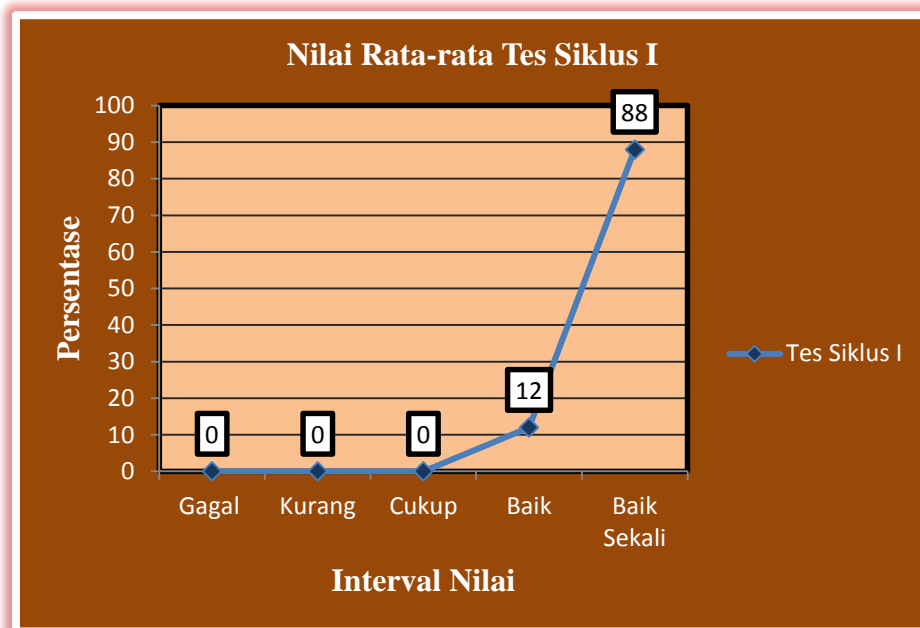 Nilai Rata-rata Tes Siklus I
Persentase
100
90
80
70
60
50
40
30
20
10
0
0
0
0
12
88
Gagal
Kurang
Cukup
Baik
Baik
Sekali
Interval Nilai
Tes Siklus I